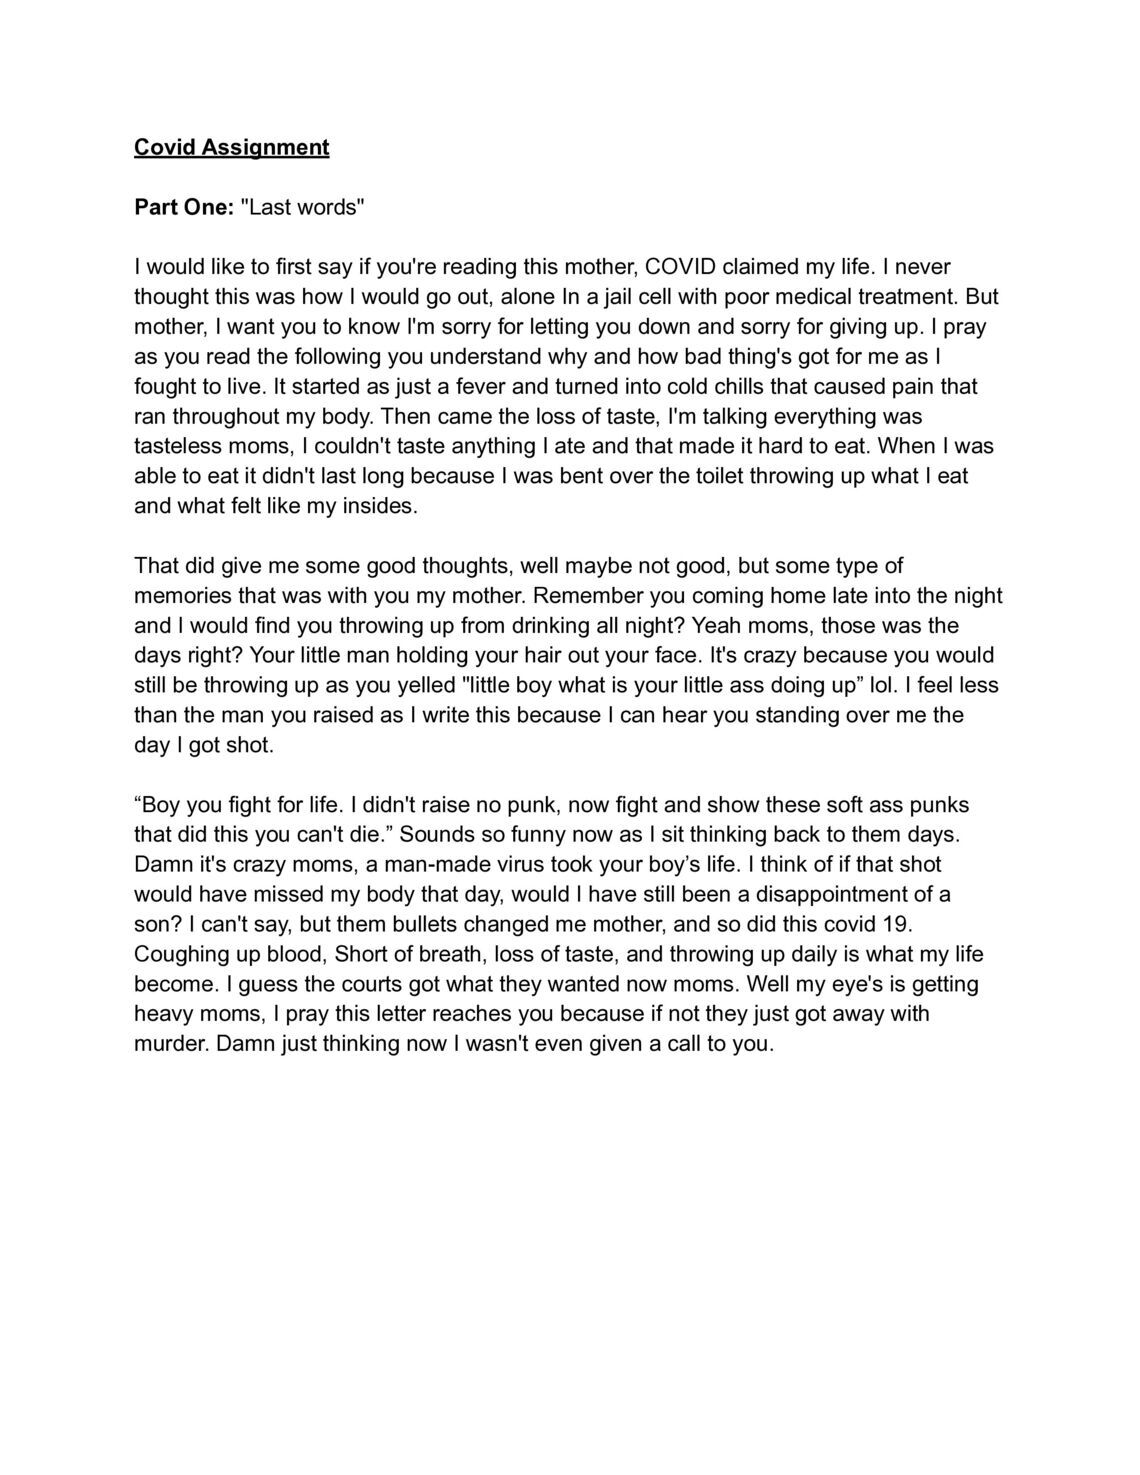 Covid Assignment
Part One: "Last words"
I would like to first say if you're reading this mother, COVID claimed my life. I never
thought this was how I would go out, alone In a jail cell with poor medical treatment. But
mother, I want you to know I'm sorry for letting you down and sorry for giving up. I pray
as you read the following you understand why and how bad thing's got for me as I
fought to live. It started as just a fever and turned into cold chills that caused pain that
ran throughout my body. Then came the loss of taste, I'm talking everything was
tasteless moms, I couldn't taste anything I ate and that made it hard to eat. When I was
able to eat it didn't last long because I was bent over the toilet throwing up what I eat
and what felt like my insides.
That did give me some good thoughts, well maybe not good, but some type of
memories that was with you my mother. Remember you coming home late into the night
and I would find you throwing up from drinking all night? Yeah moms, those was the
days right? Your little man holding your hair out your face. It's crazy because you would
still be throwing up as you yelled "little boy what is your little ass doing up” lol. I feel less
than the man you raised as I write this because I can hear you standing over me the
day I got shot.
“Boy you fight for life. I didn't raise no punk, now fight and show these soft ass punks
that did this you can't die.” Sounds so funny now as I sit thinking back to them days.
Damn it's crazy moms, a man-made virus took your boy’s life. I think of if that shot
would have missed my body that day, would I have still been a disappointment of a
son? I can't say, but them bullets changed me mother, and so did this covid 19.
Coughing up blood, Short of breath, loss of taste, and throwing up daily is what my life
become. I guess the courts got what they wanted now moms. Well my eye's is getting
heavy moms, I pray this letter reaches you because if not they just got away with
murder. Damn just thinking now I wasn't even given a call to you.